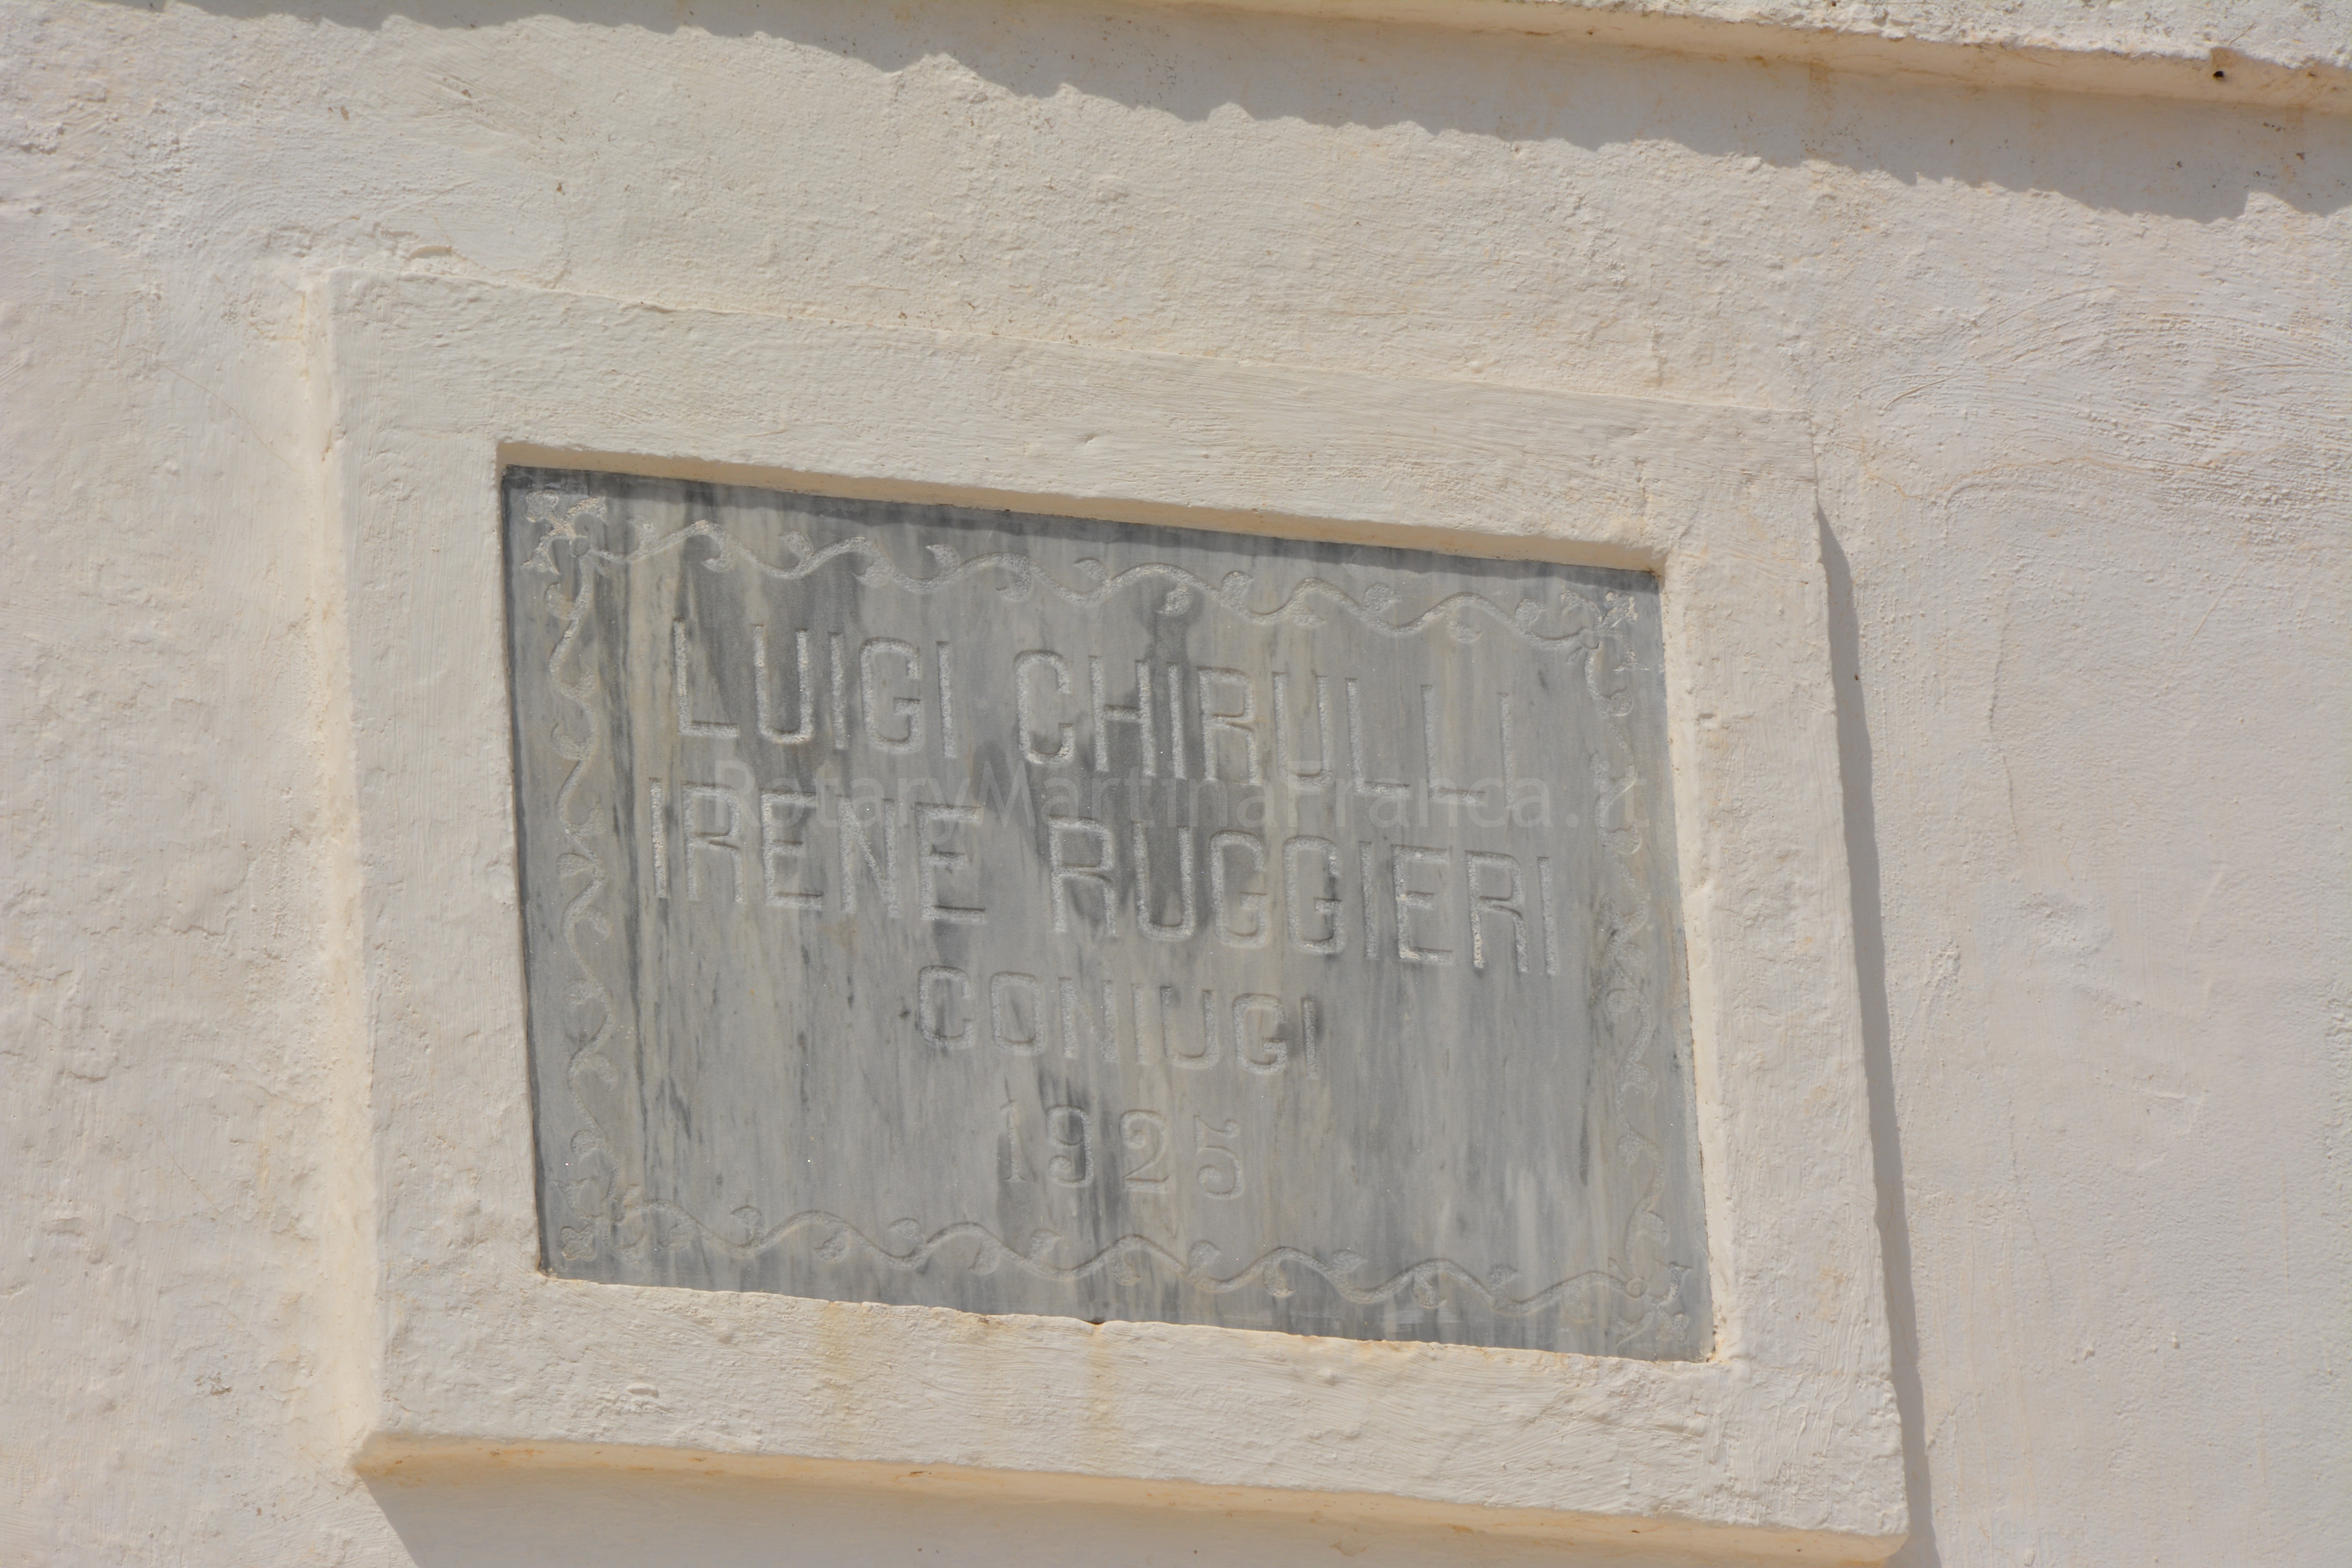 LUIGI CHIRULLI
RotaryMartinaFranca.it
IRENE RUGGIERI
CONIUGI
1925